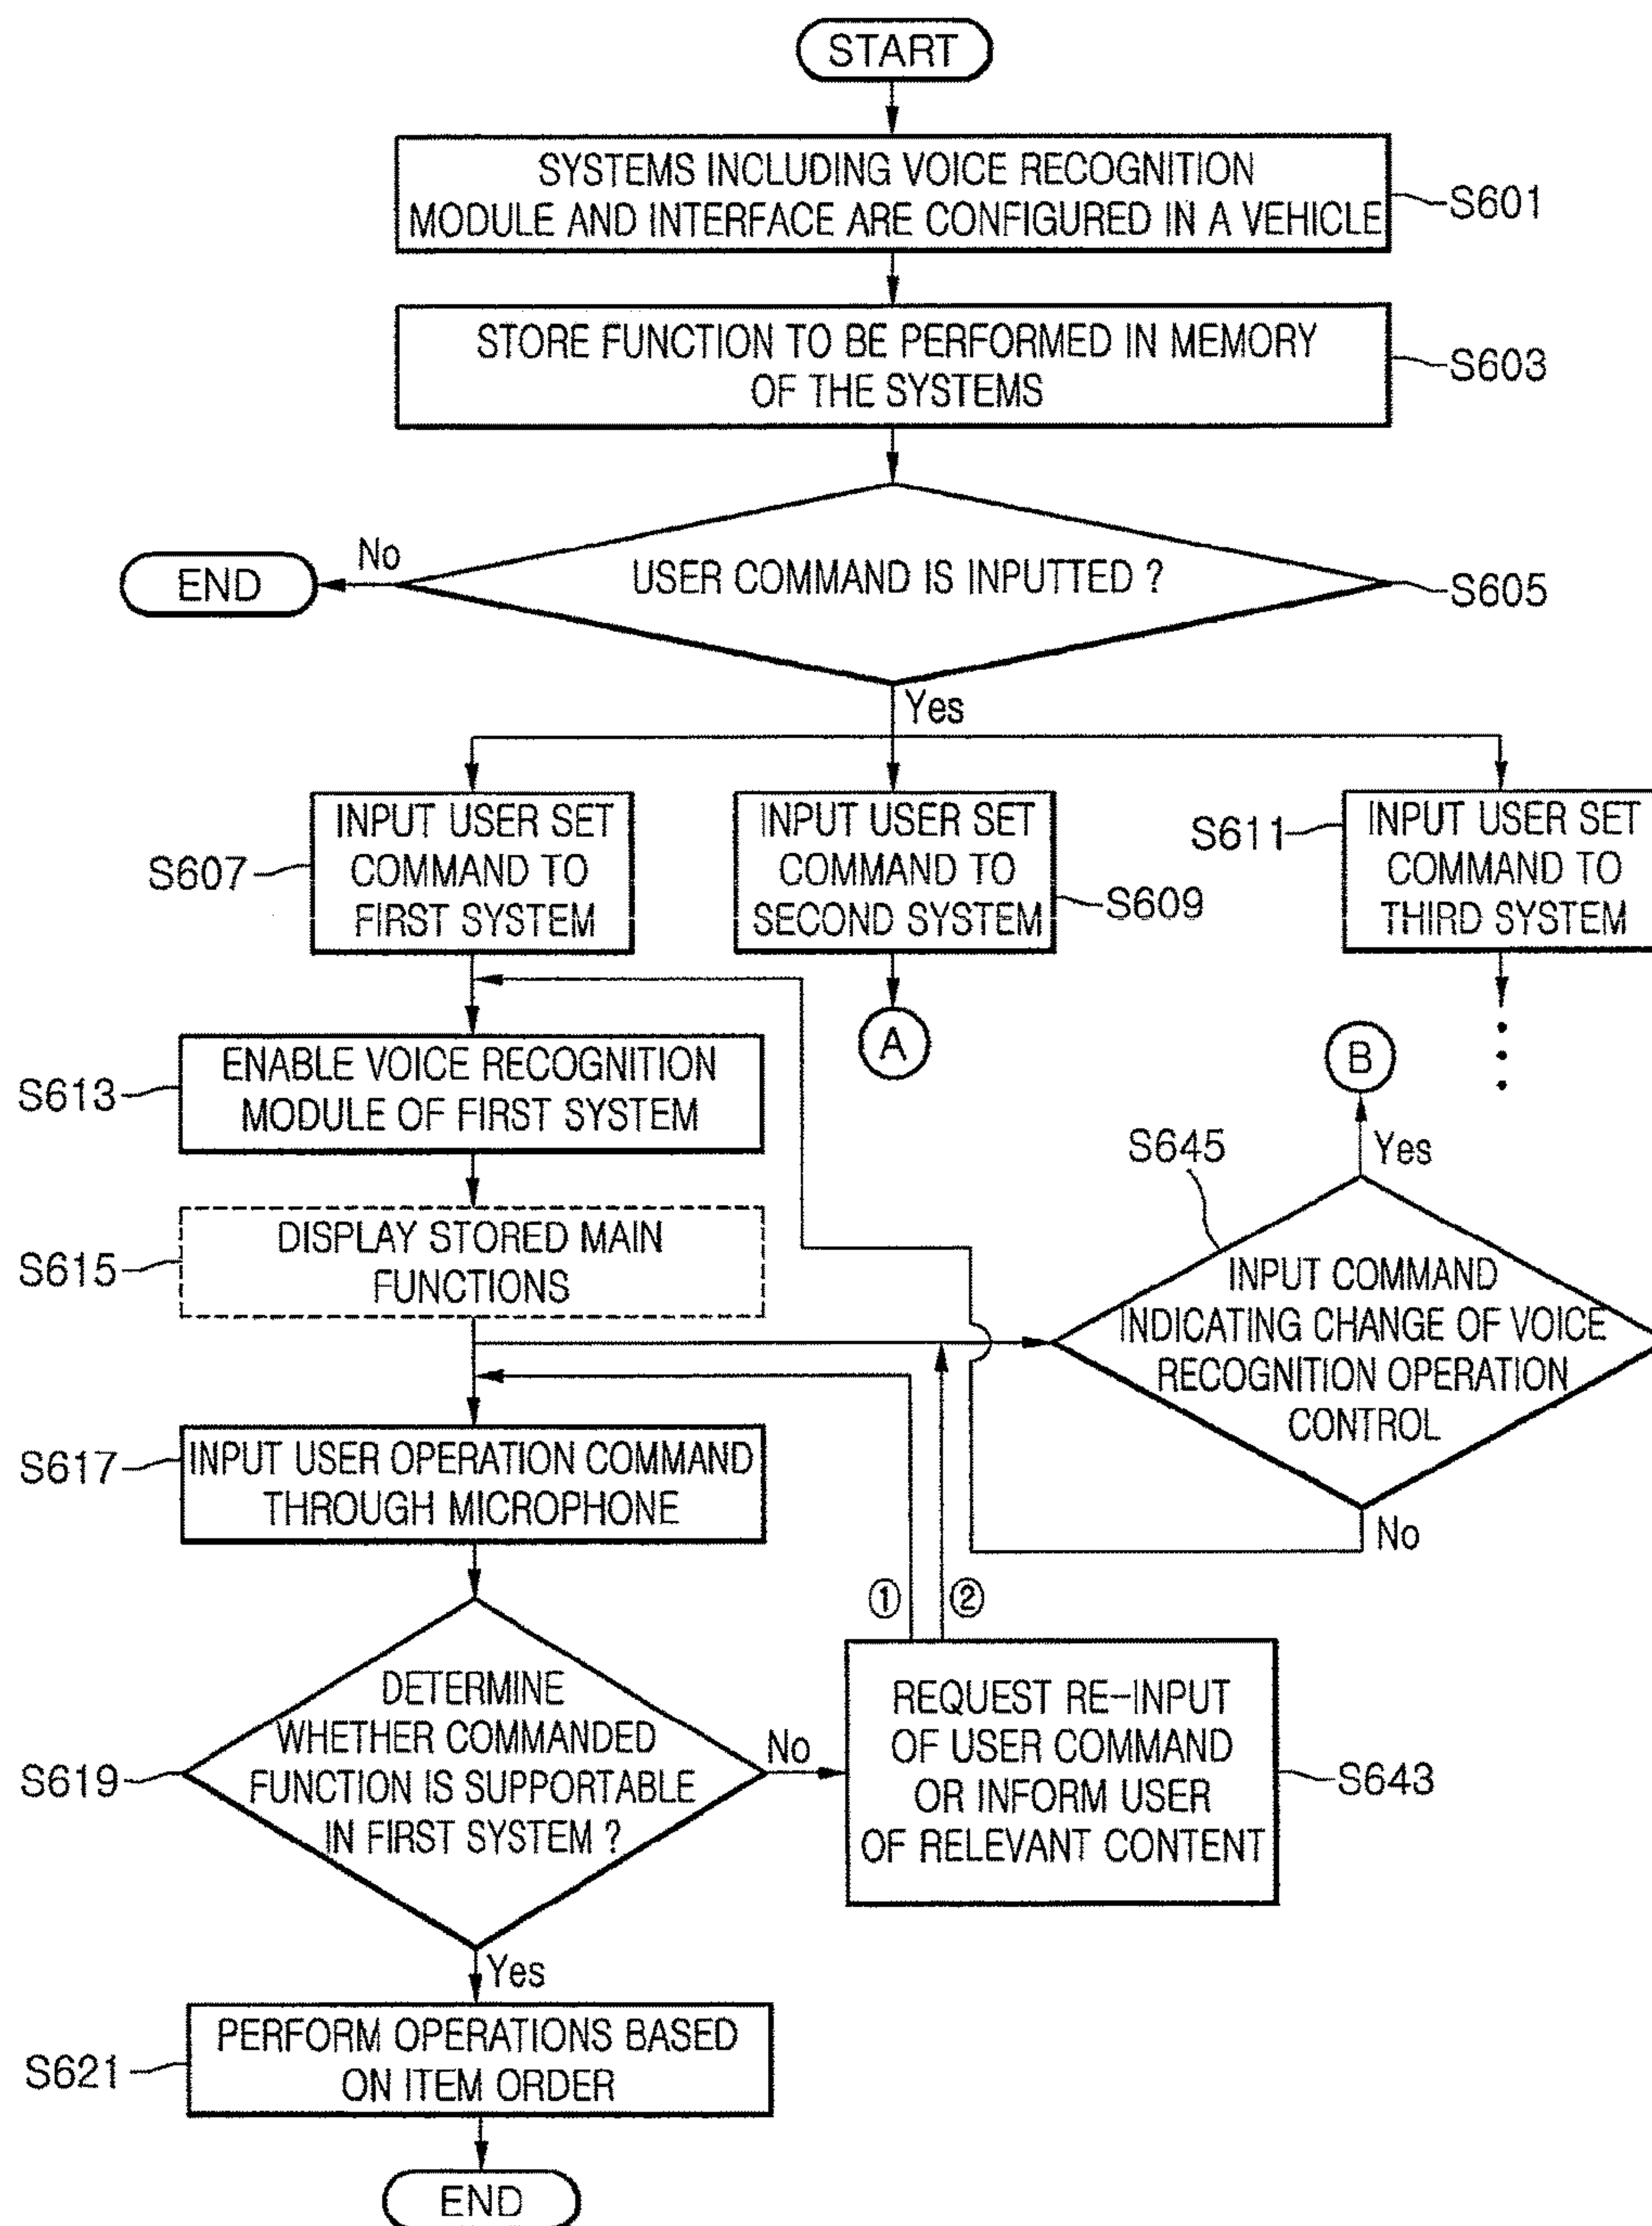 START
SYSTEMS INCLUDING VOICE RECOGNITION
MODULE AND INTERFACE ARE CONFIGURED IN A VEHICLE
S601
STORE FUNCTION TO BE PERFORMED IN MEMORY
OF THE SYSTEMS
S603
USER COMMAND IS INPUTTED ?
S605
No
END
Yes
INPUT USER SET
COMMAND TO
FIRST SYSTEM
S607
INPUT USER SET
COMMAND TO
SECOND SYSTEM
S609
INPUT USER SET
COMMAND TO
THIRD SYSTEM
S611
A
B
ENABLE VOICE RECOGNITION
MODULE OF FIRST SYSTEM
S613
S645
Yes
DISPLAY STORED MAIN
FUNCTIONS
S615
INPUT COMMAND
INDICATING CHANGE OF VOICE
RECOGNITION OPERATION
CONTROL
No
INPUT USER OPERATION COMMAND
THROUGH MICROPHONE
S617
①
②
DETERMINE
WHETHER COMMANDED
FUNCTION IS SUPPORTABLE
IN FIRST SYSTEM ?
S619
No
REQUEST RE-INPUT
OF USER COMMAND
OR INFORM USER
OF RELEVANT CONTENT
S643
Yes
PERFORM OPERATIONS BASED
ON ITEM ORDER
S621
END